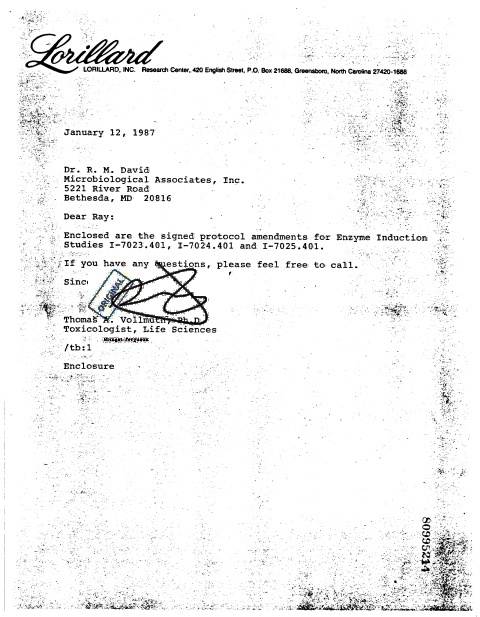 Lorillard
LORILLARD, INC. Research Center, 420 English Street, P.O. Box 21688, Greensboro, North Carolina 27420-1688
January 12, 1987
Dr. R. M. David
Microbiological Associates, Inc.
5221 River Road
Bethesda, MD 20816
Dear Ray:
Enclosed are the signed protocol amendments for Enzyme Induction
Studies I-7023.401, I-7024.401 and I-7025.401.
If you have any questions, please feel free to call.
Sinc
ORIGINAL
Thomas A. Vollmuth, Ph.D.
Toxicologist, Life Sciences
/tb:1
Enclosure
80995214